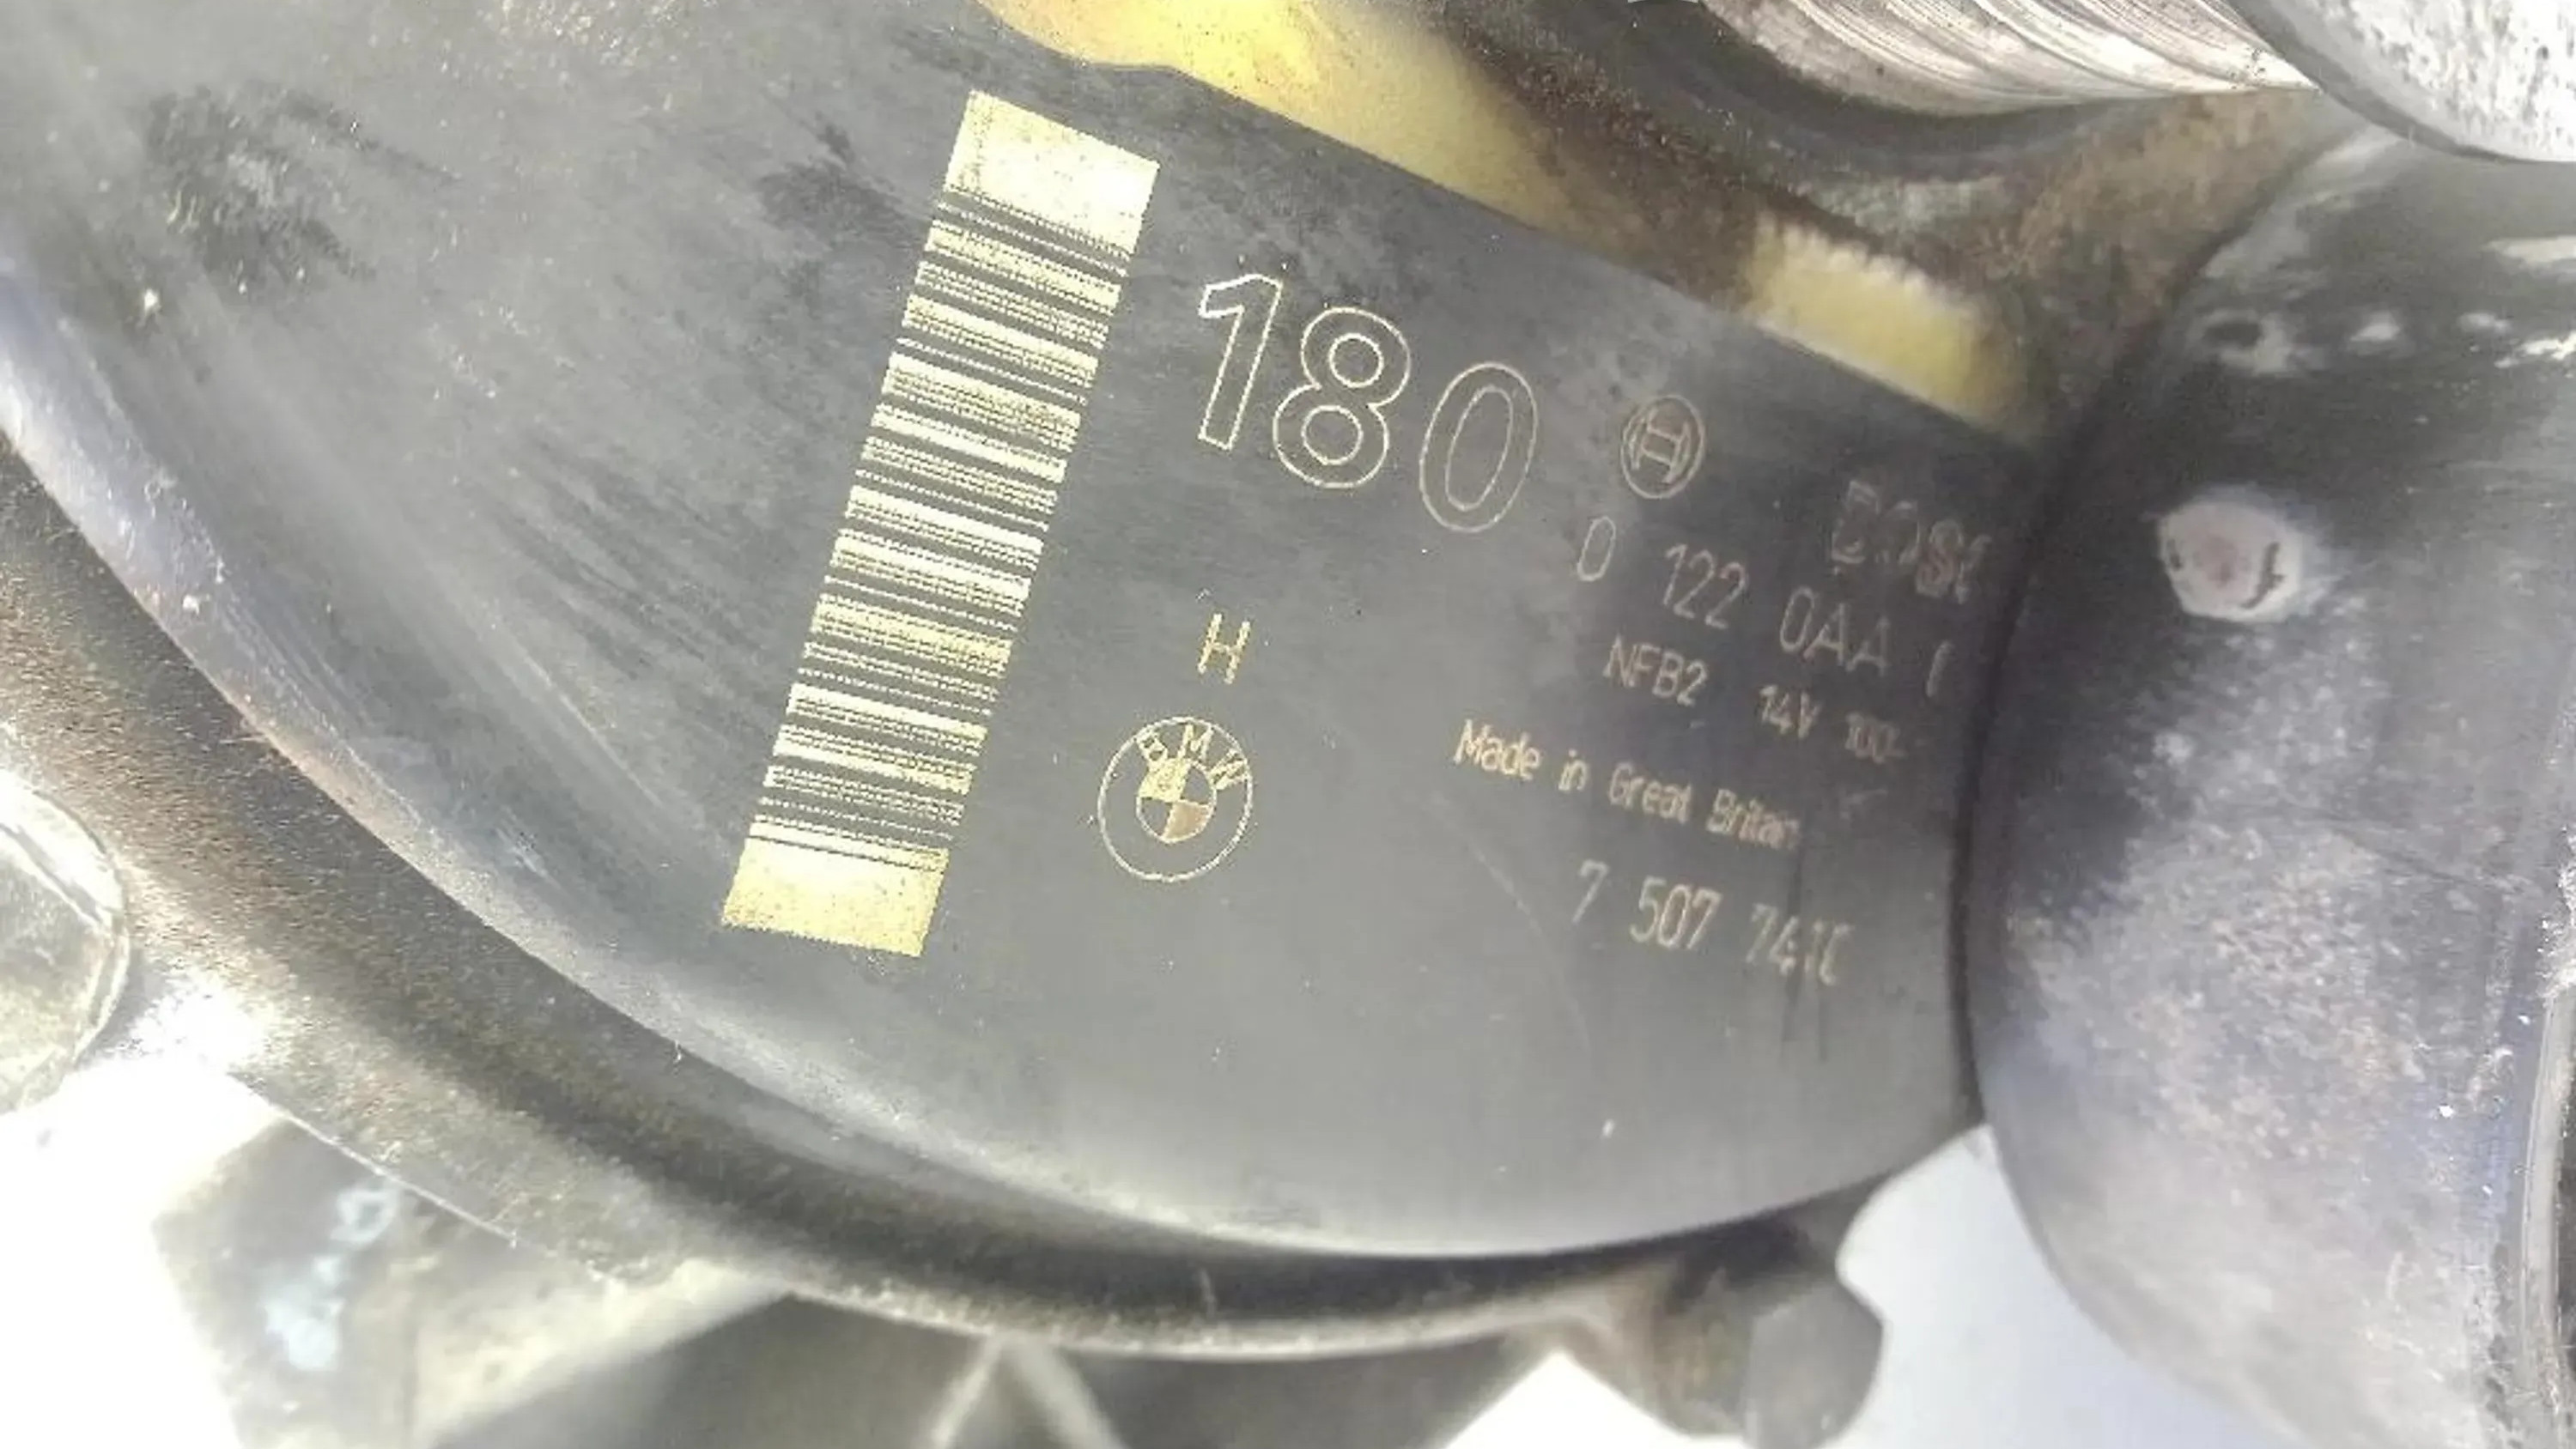 180
0 122 0AA
NFB2 14V
Made in Great Britain
7 507
H
BMW